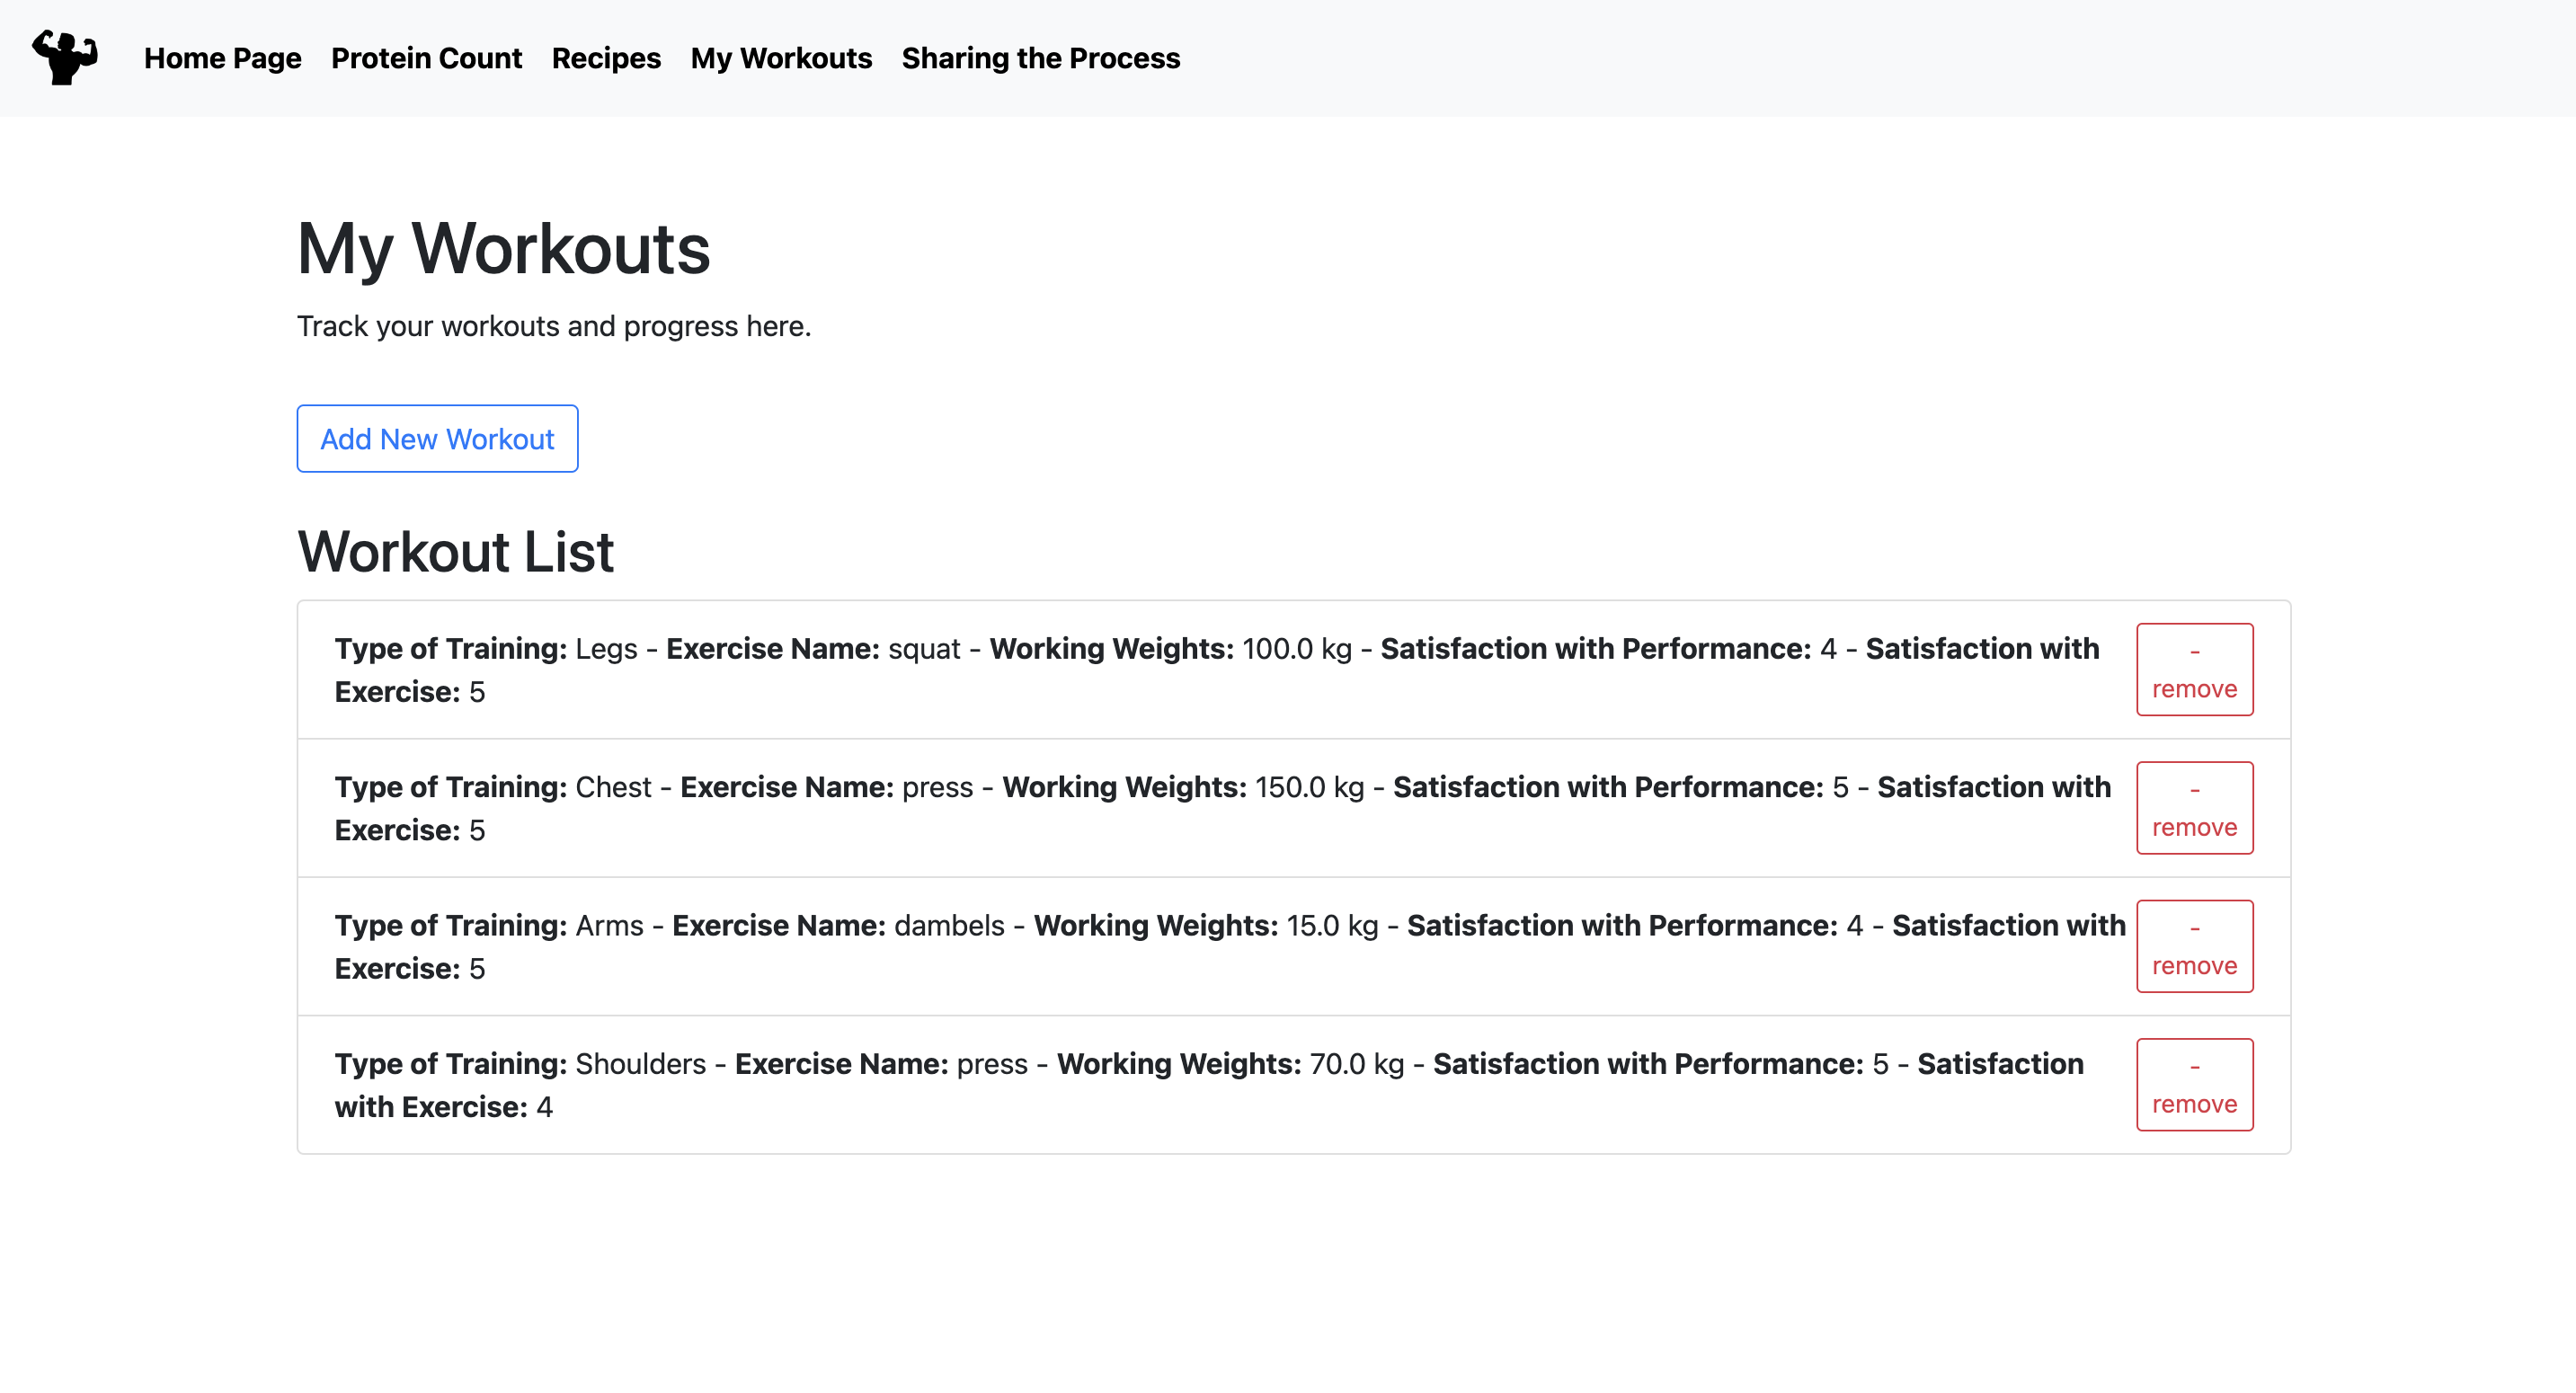 Home Page Protein Count Recipes My Workouts Sharing the Process
My Workouts
Track your workouts and progress here.
Add New Workout
Workout List
Type of Training: Legs - Exercise Name: squat - Working Weights: 100.0 kg - Satisfaction with Performance: 4 - Satisfaction with
Exercise: 5
-
remove
Type of Training: Chest - Exercise Name: press - Working Weights: 150.0 kg - Satisfaction with Performance: 5 - Satisfaction with
Exercise: 5
-
remove
Type of Training: Arms - Exercise Name: dambels - Working Weights: 15.0 kg - Satisfaction with Performance: 4 - Satisfaction with
Exercise: 5
-
remove
Type of Training: Shoulders - Exercise Name: press - Working Weights: 70.0 kg - Satisfaction with Performance: 5 - Satisfaction
with Exercise: 4
-
remove